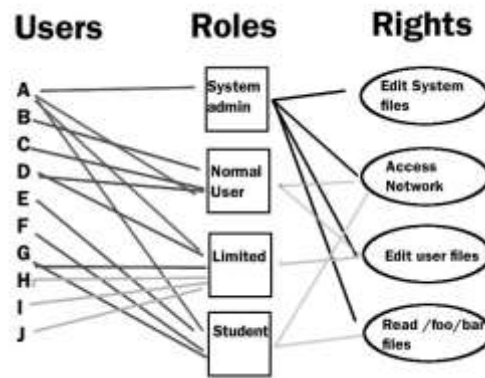 Users
Roles
Rights
A
B
C
D
E
F
G
H
I
J
System
admin
Normal
User
Limited
Student
Edit System
files
Access
Network
Edit user files
Read /foo/bar
files